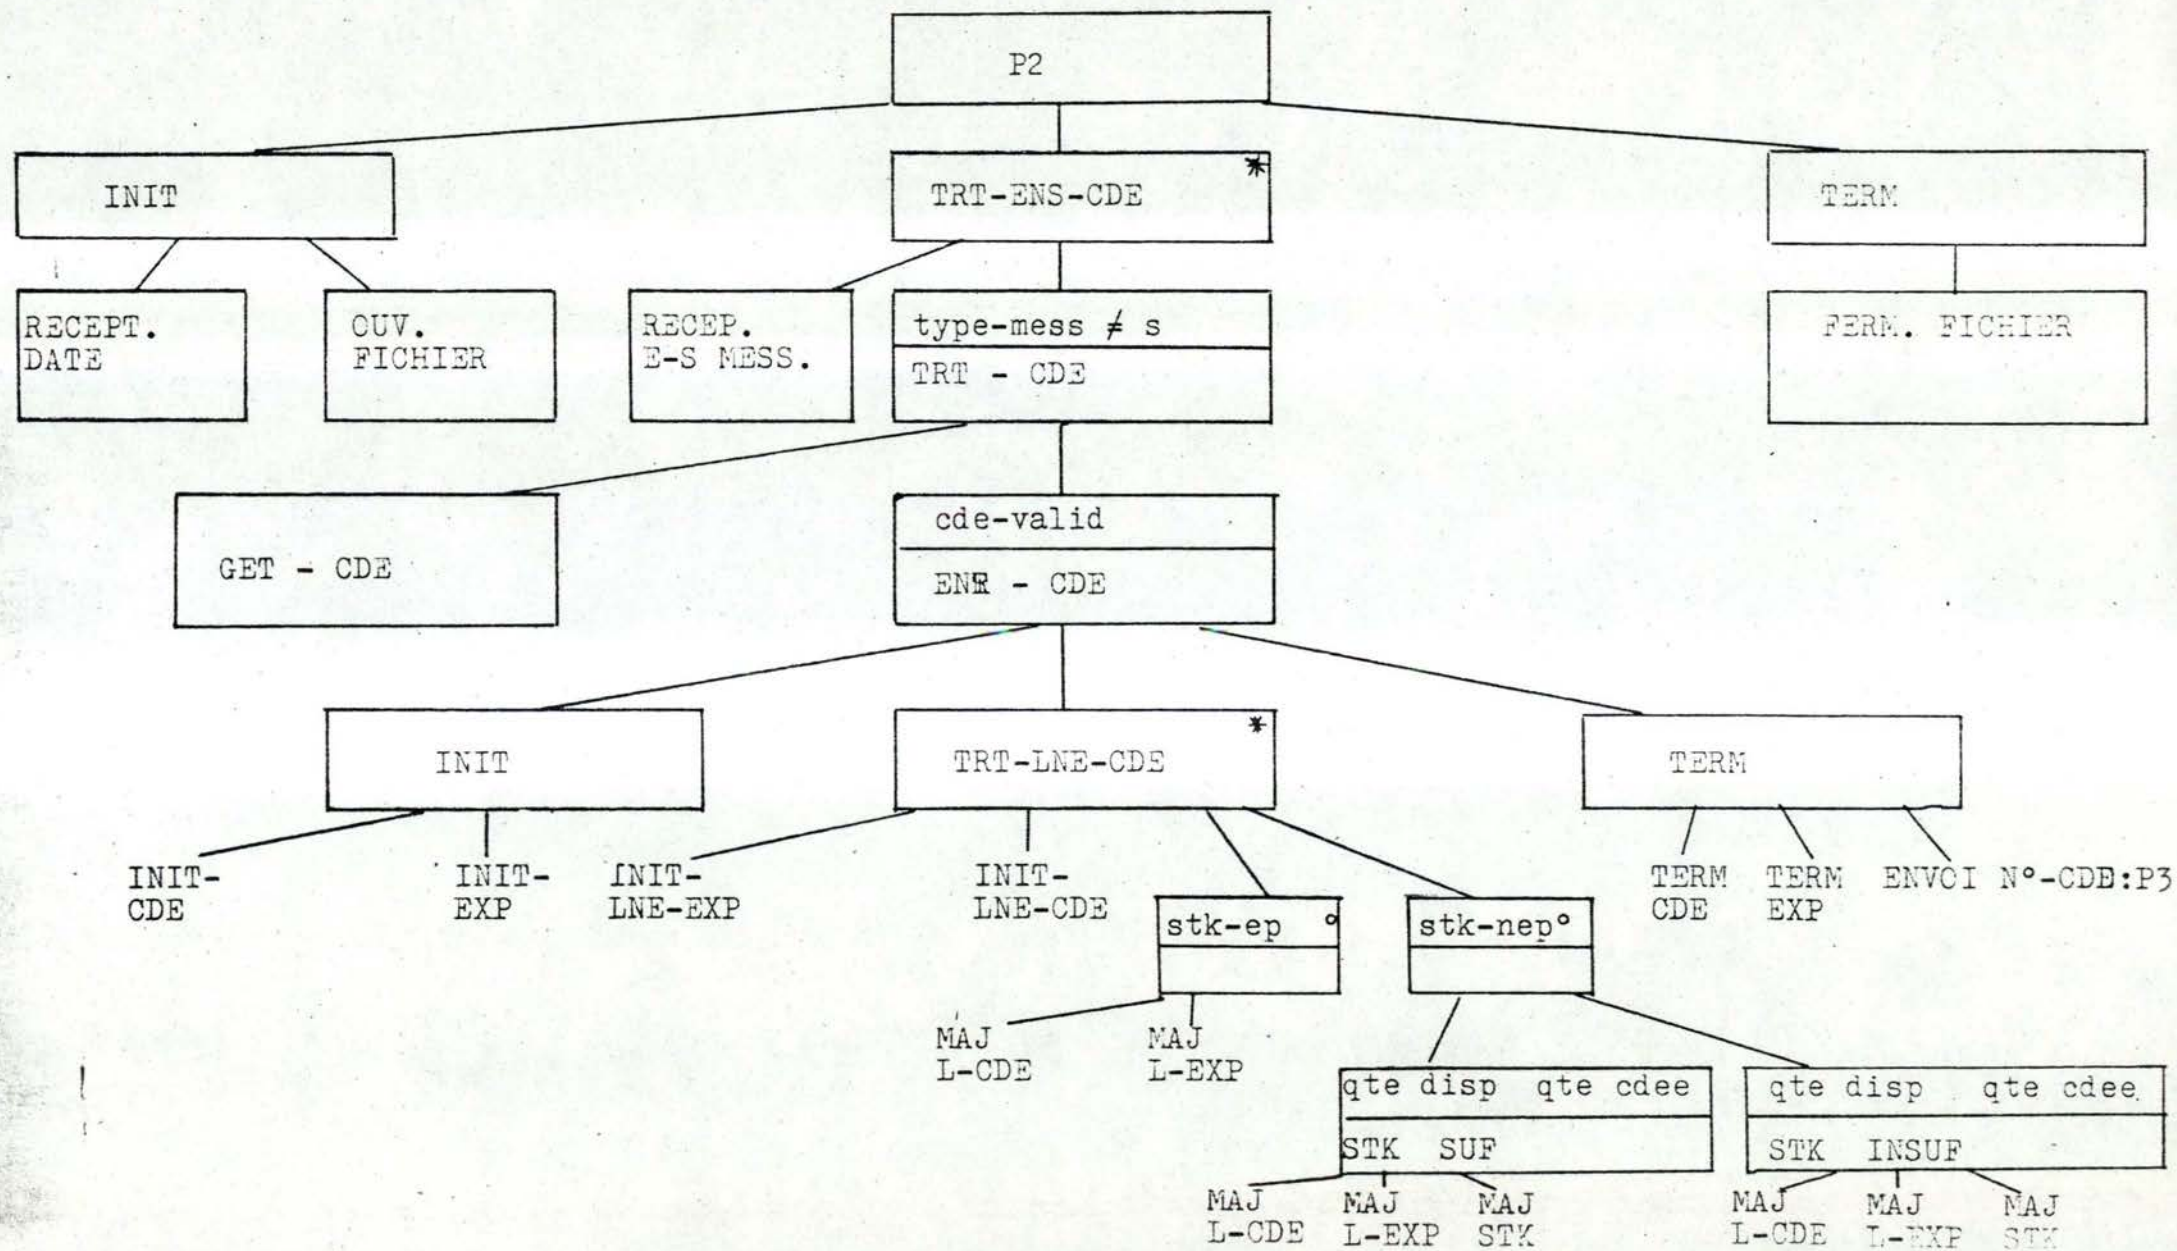 P2
INIT
TRT-ENS-CDE *
TERM
RECEPT.
DATE
OUV.
FICHIER
RECEP.
E-S MESS.
type-mess ≠ s
TRT - CDE
FERM. FICHIER
GET - CDE
cde-valid
ENR - CDE
INIT
TRT-LNE-CDE *
TERM
INIT-
CDE
INIT-
EXP
INIT-
LNE-EXP
INIT-
LNE-CDE
stk-ep °
stk-nep°
TERM
CDE
TERM
EXP
ENVOI N°-CDE:P3
MAJ
L-CDE
MAJ
L-EXP
qte disp qte cdee
STK SUF
qte disp qte cdee
STK INSUF
MAJ
L-CDE
MAJ
L-EXP
MAJ
STK
MAJ
L-CDE
MAJ
L-EXP
MAJ
STK